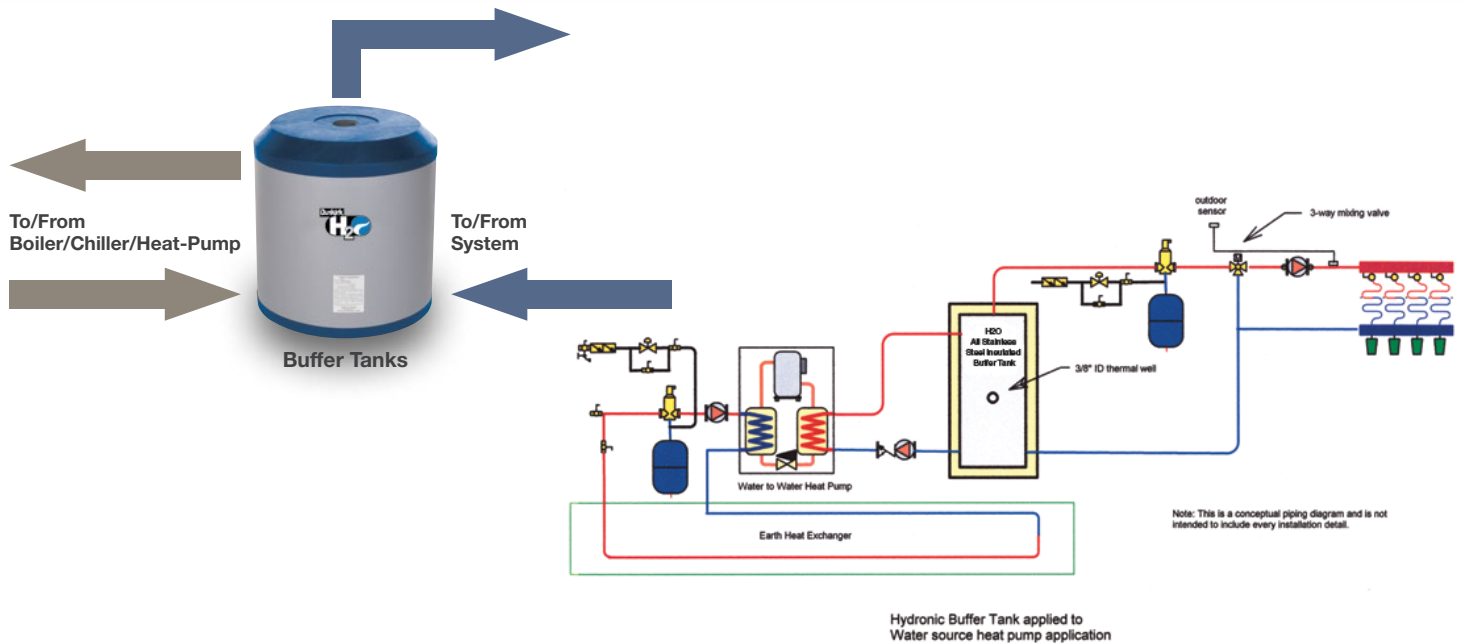 To/From
Boiler/Chiller/Heat-Pump
H2O
To/From
System
Buffer Tanks
outdoor
sensor
3-way mixing valve
H2O
All Stainless
Steel Insulated
Buffer Tank
3/8" ID thermal well
Water to Water Heat Pump
Earth Heat Exchanger
Note: This is a conceptual piping diagram and is not
intended to include every installation detail.
Hydronic Buffer Tank applied to
Water source heat pump application